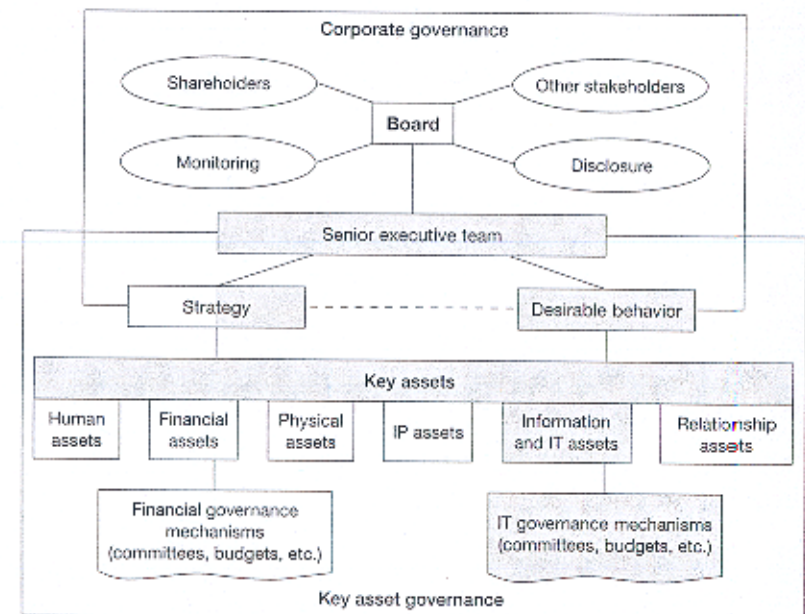 Corporate governance
Shareholders
Other stakeholders
Board
Monitoring
Disclosure
Senior executive team
Strategy
Desirable behavior
Key assets
Human
assets
Financial
assets
Physical
assets
IP assets
Information
and IT assets
Relationship
assets
Financial governance
mechanisms
(committees, budgets, etc.)
IT governance mechanisms
(committees, budgets, etc.)
Key asset governance